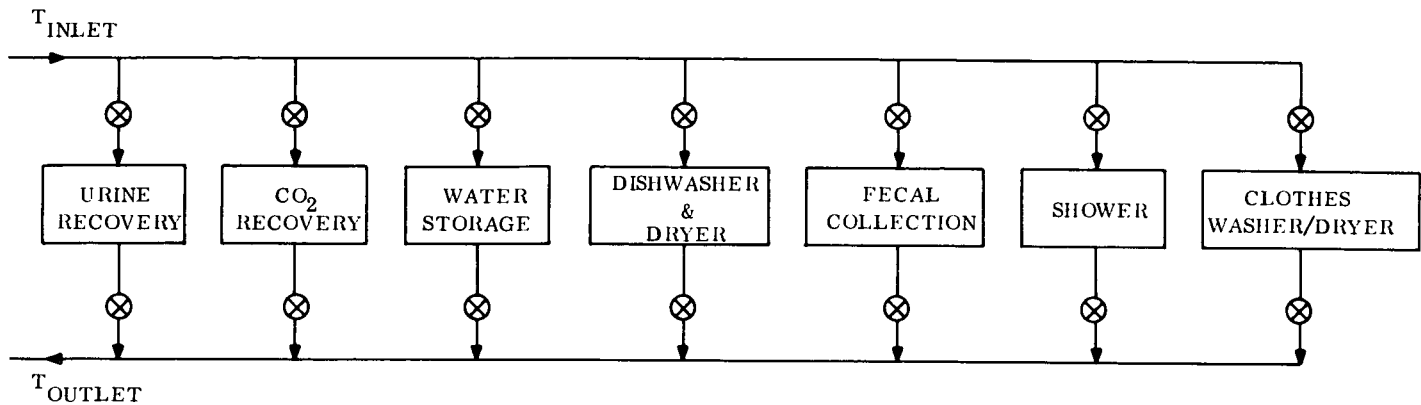 T INLET
URINE
RECOVERY
CO2
RECOVERY
WATER
STORAGE
DISHWASHER
&
DRYER
FECAL
COLLECTION
SHOWER
CLOTHES
WASHER/DRYER
T OUTLET